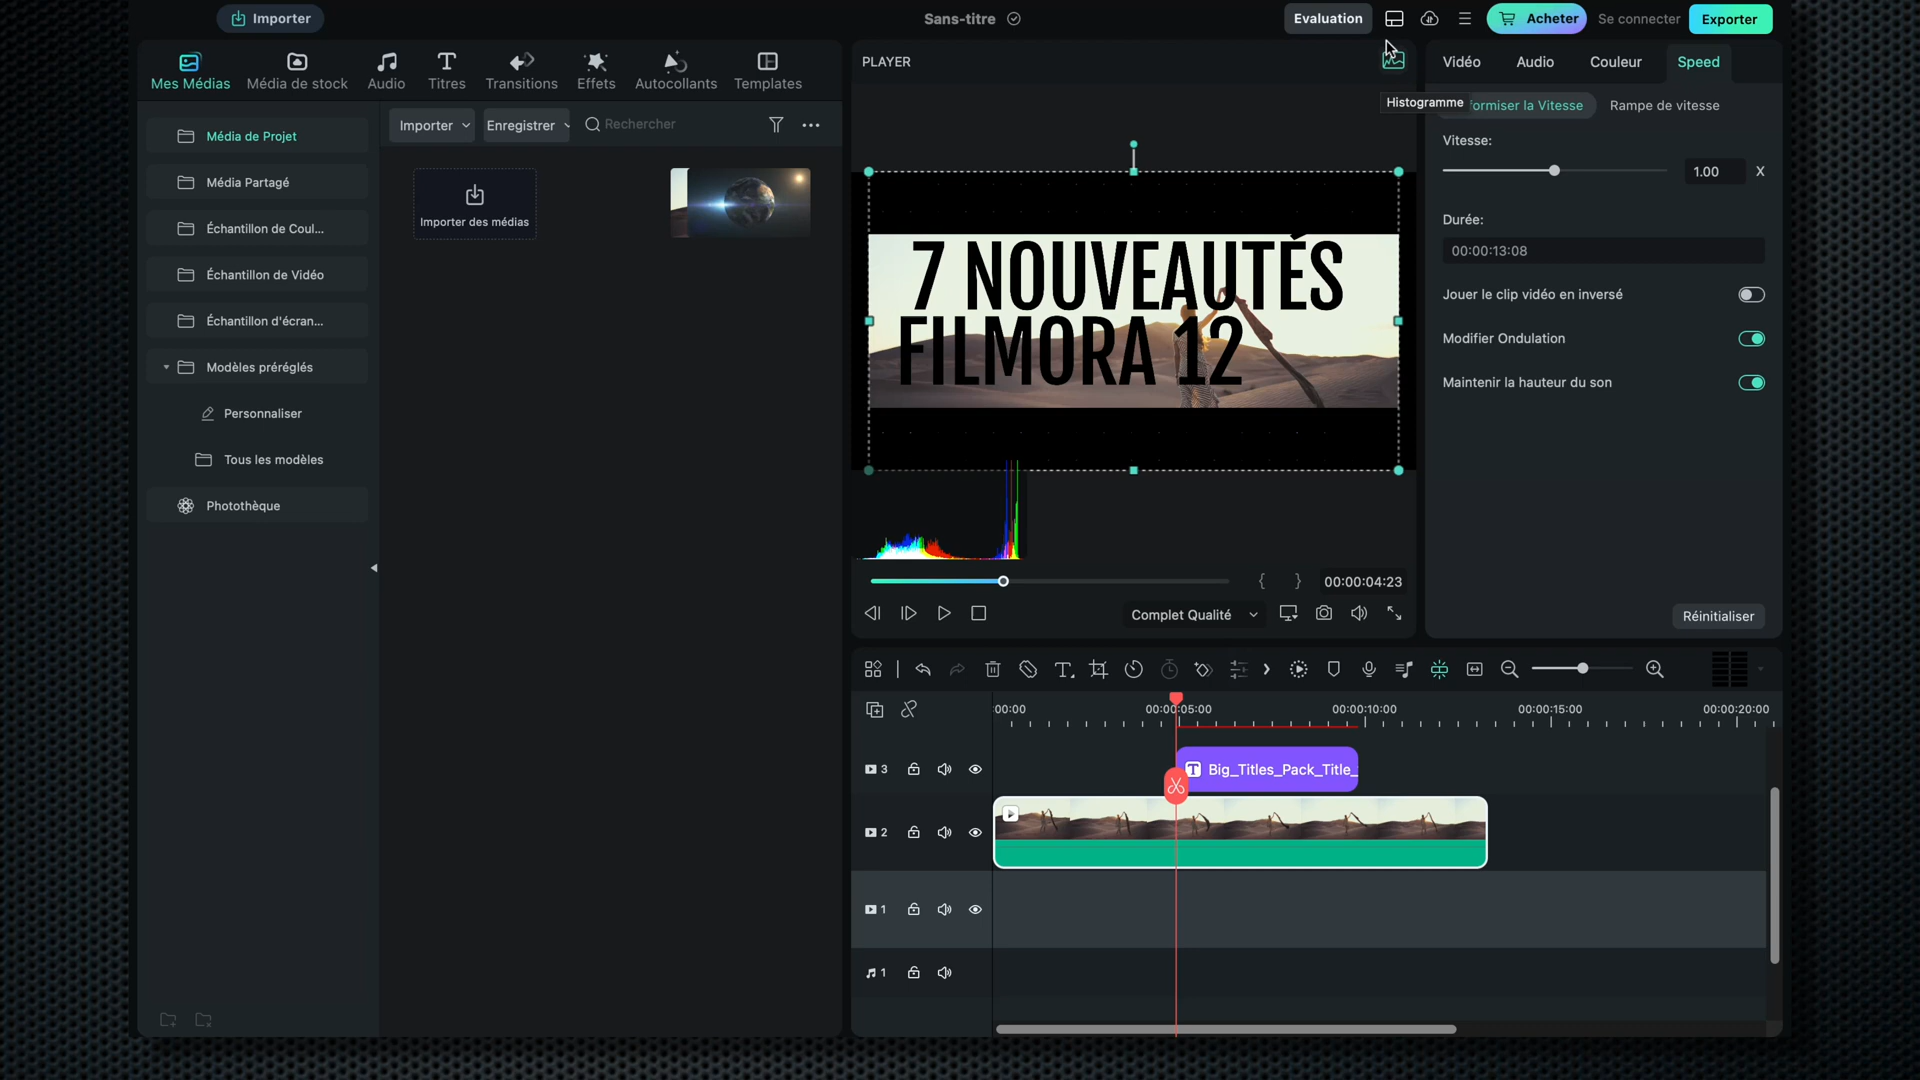 Importer
Sans-titre
Evaluation
Acheter
Se connecter
Exporter
Mes Médias
Média de stock
Audio
Titres
Transitions
Effets
Autocollants
Templates
PLAYER
Vidéo
Audio
Couleur
Speed
Histogramme
formiser la Vitesse
Rampe de vitesse
Média de Projet
Média Partagé
Échantillon de Coul...
Échantillon de Vidéo
Échantillon d'écran...
Modèles préréglés
Personnaliser
Tous les modèles
Photothèque
Importer
Enregistrer
Rechercher
Importer des médias
7 NOUVEAUTÉS
FILMORA 12
Vitesse:
1.00 X
Durée:
00:00:13:08
Jouer le clip vidéo en inversé
Modifier Ondulation
Maintenir la hauteur du son
Réinitialiser
{ } 00:00:04:23
Complet Qualité
:00:00
00:00:05:00
00:00:10:00
00:00:15:00
00:00:20:00
3
T Big_Titles_Pack_Title_
2
1
1